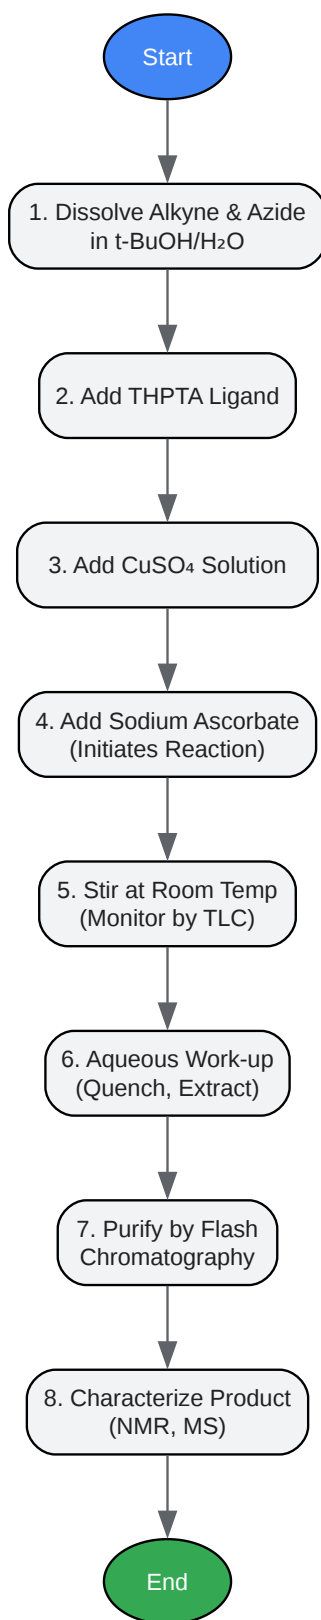 Start
1. Dissolve Alkyne & Azide
in t-BuOH/H₂O
2. Add THPTA Ligand
3. Add CuSO₄ Solution
4. Add Sodium Ascorbate
(Initiates Reaction)
5. Stir at Room Temp
(Monitor by TLC)
6. Aqueous Work-up
(Quench, Extract)
7. Purify by Flash
Chromatography
8. Characterize Product
(NMR, MS)
End